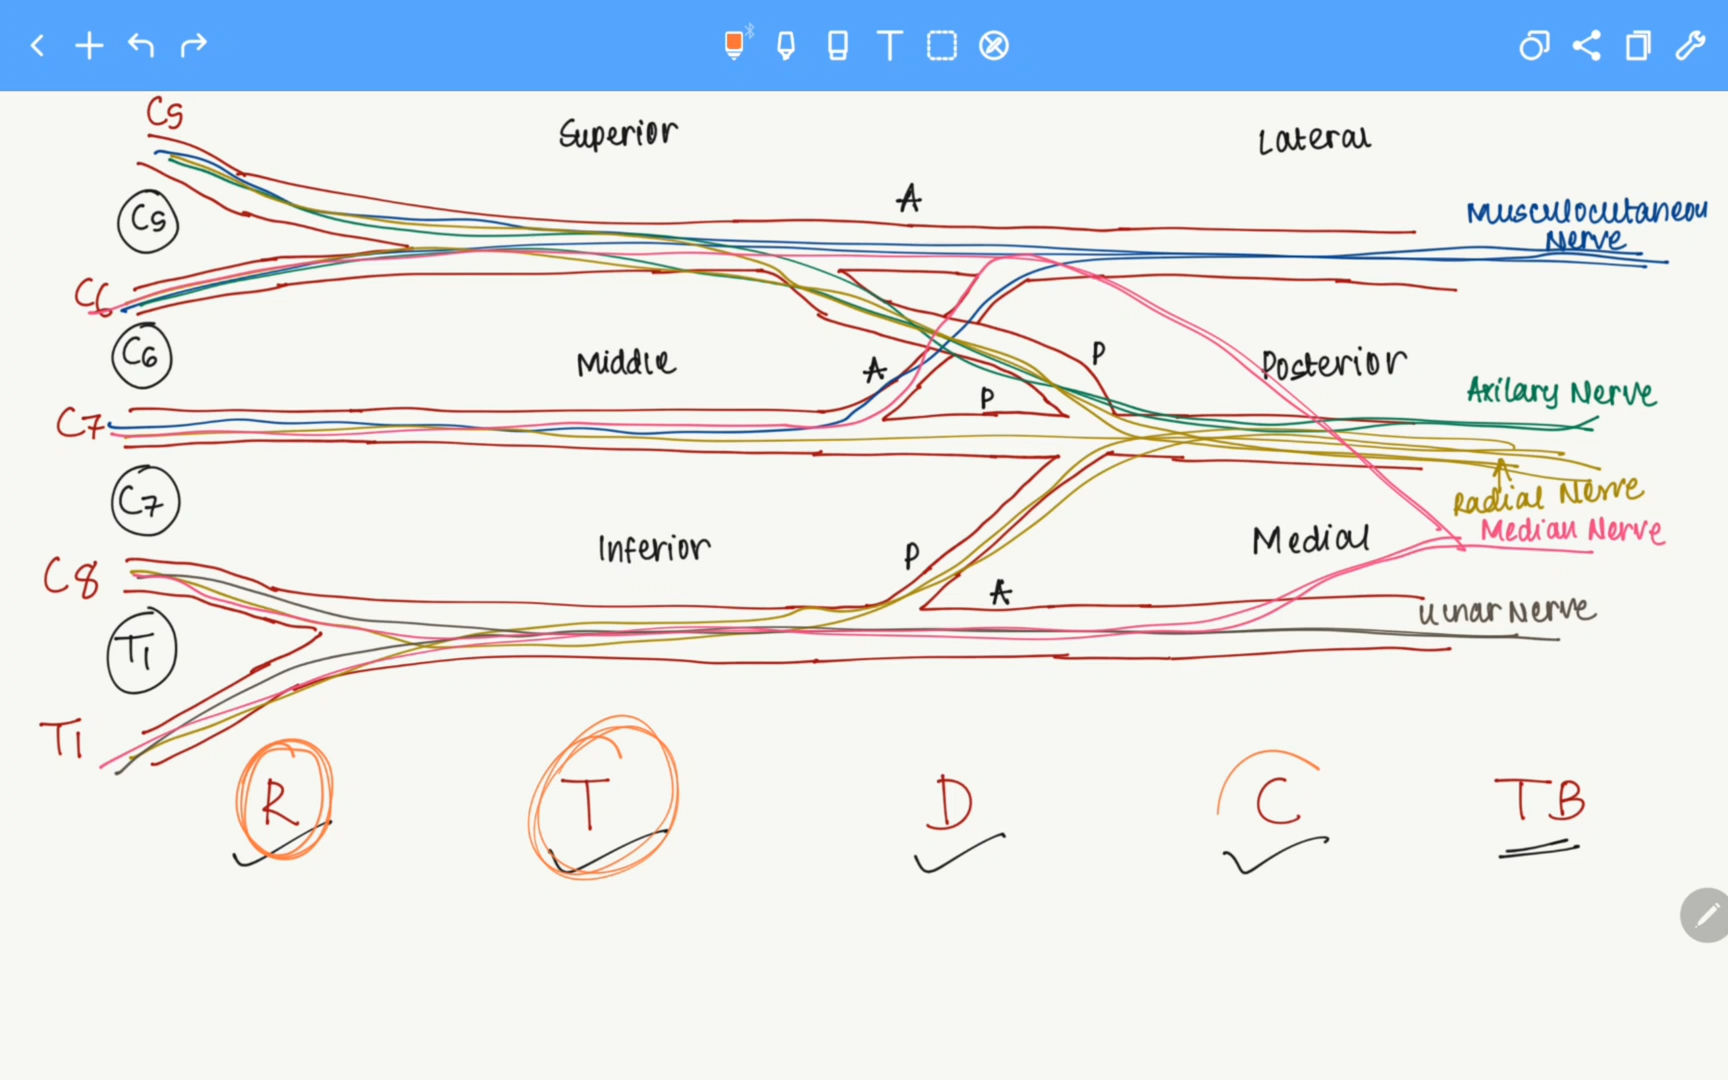 C5
Superior
Lateral
A
C5
Musculocutaneou
Nerve
C6
C6
Middle
A
P
P
Posterior
Axilary Nerve
C7
C7
Radial Nerve
Median Nerve
Inferior
P
Medial
C8
A
Ulnar Nerve
T1
T1
R
T
D
C
TB